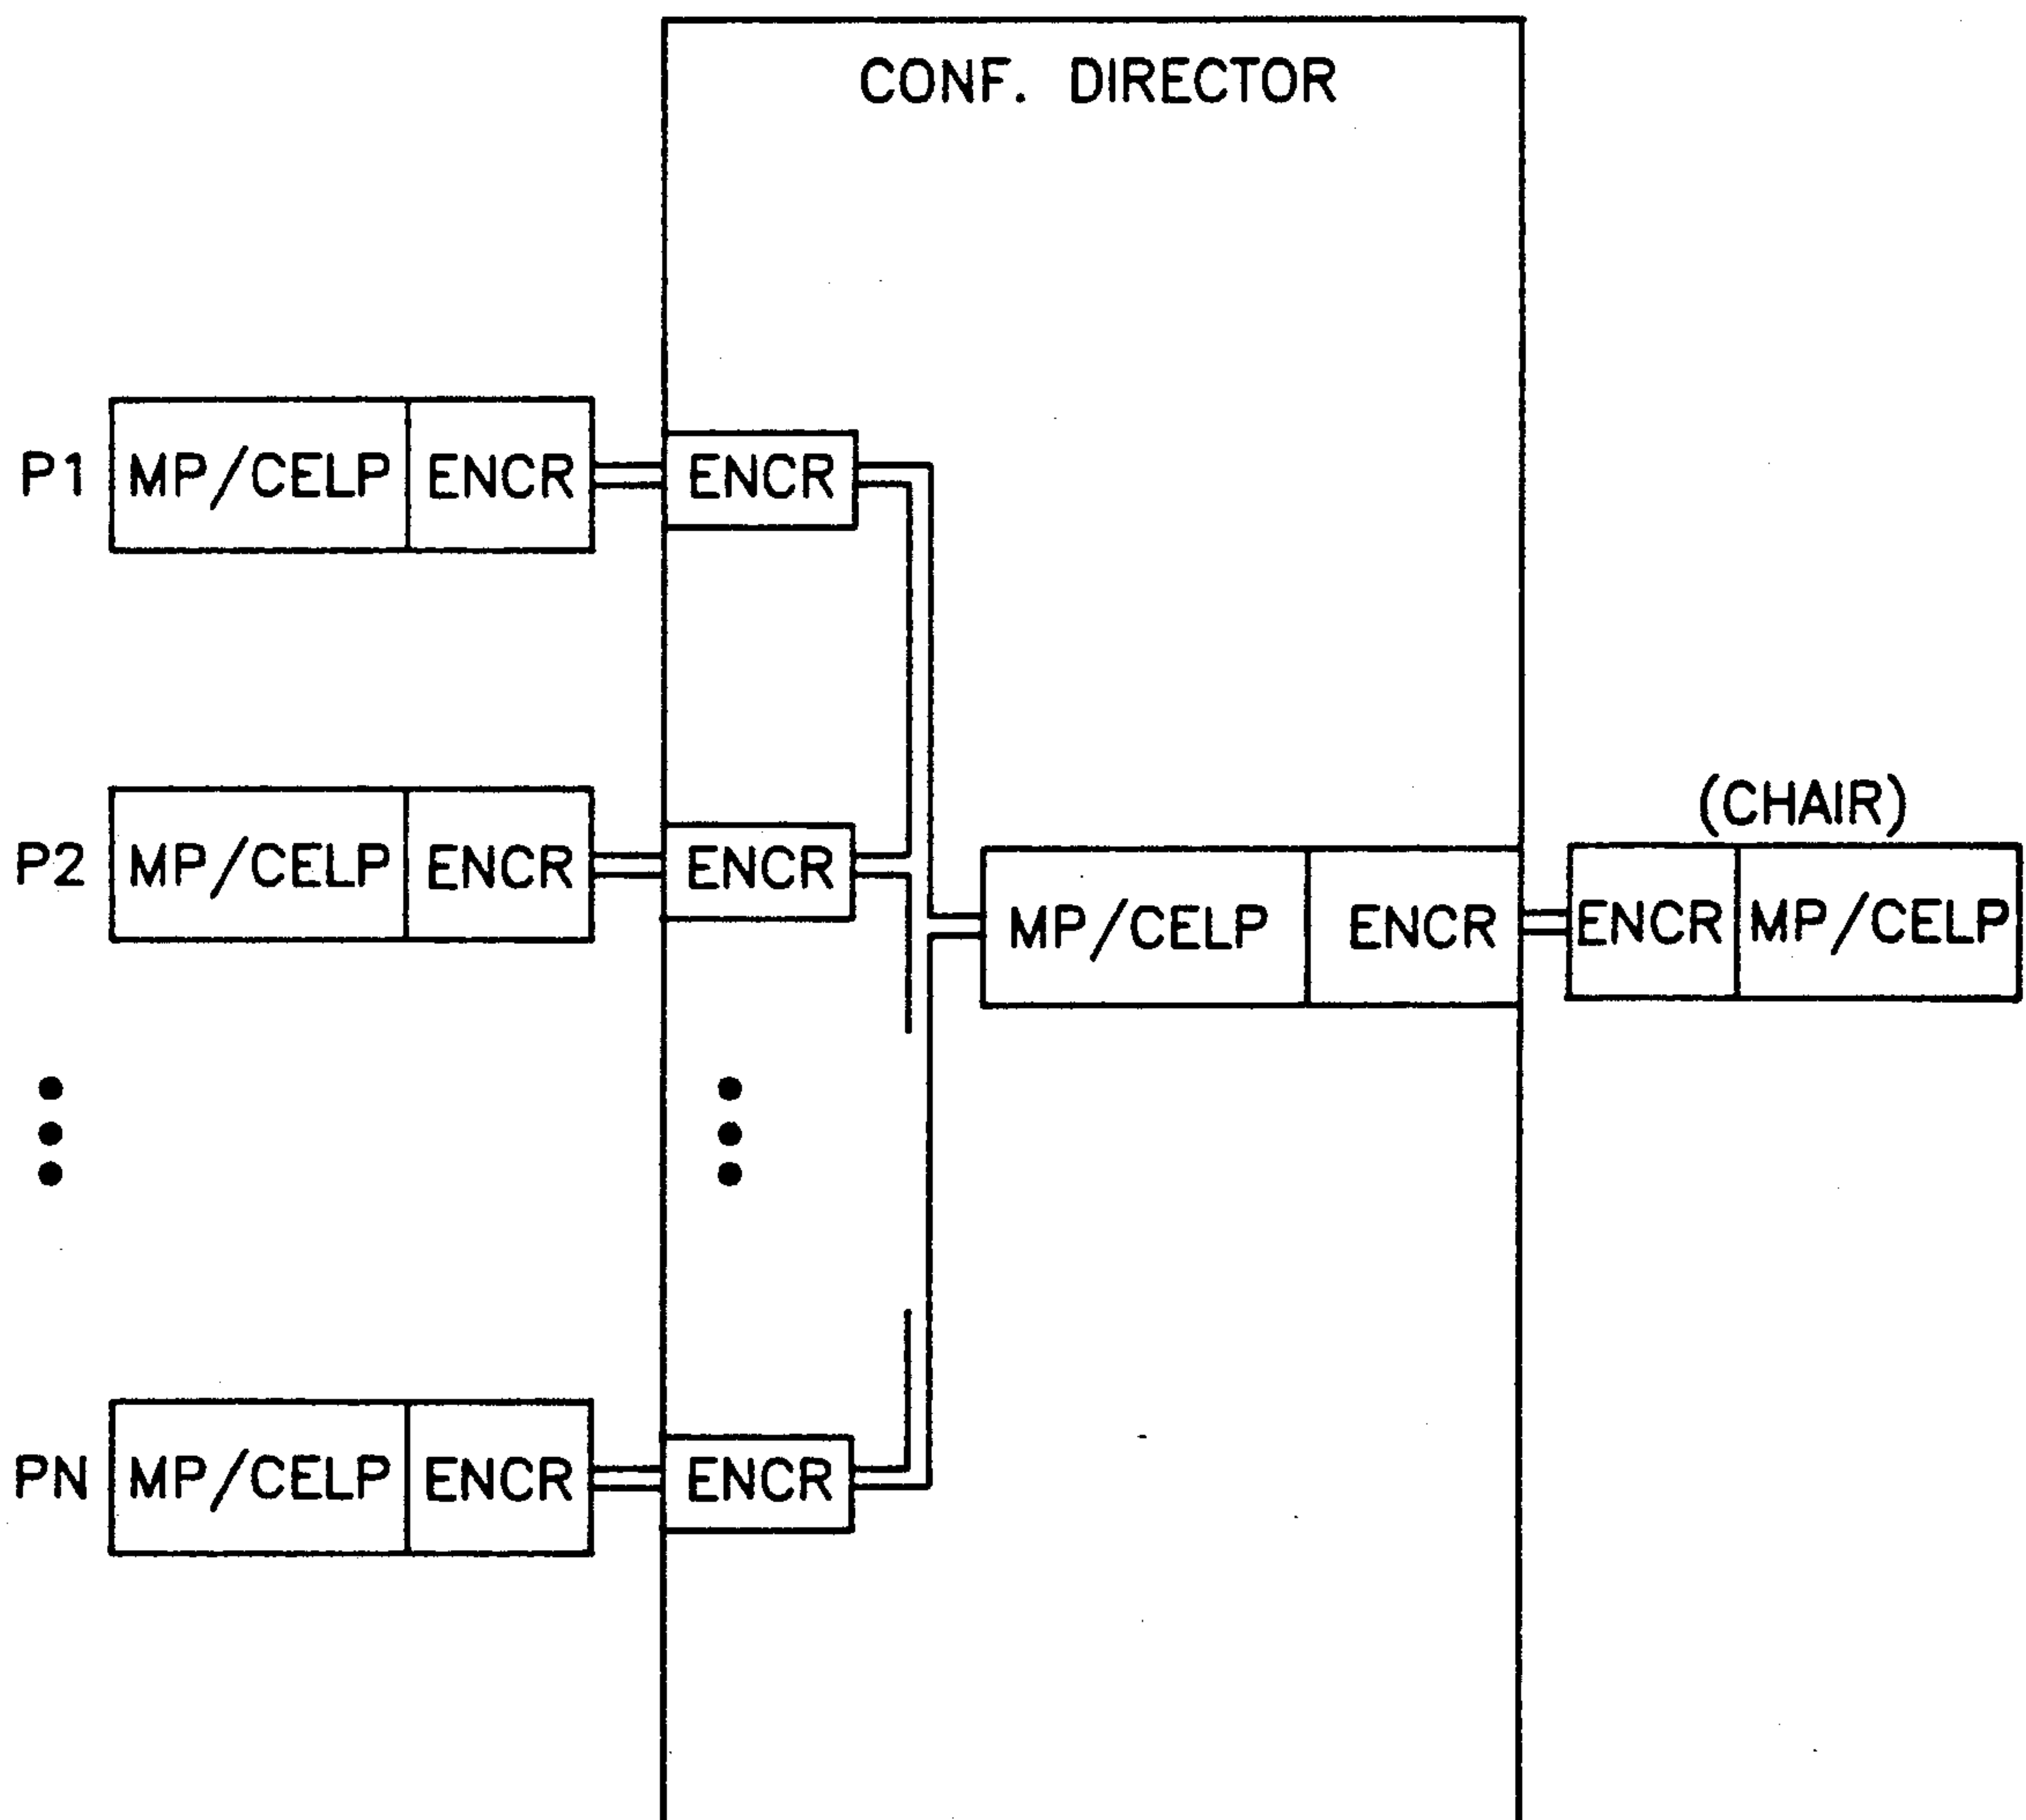 CONF. DIRECTOR
P1 MP/CELP ENCR ENCR
(CHAIR)
P2 MP/CELP ENCR ENCR
MP/CELP ENCR ENCR MP/CELP
PN MP/CELP ENCR ENCR